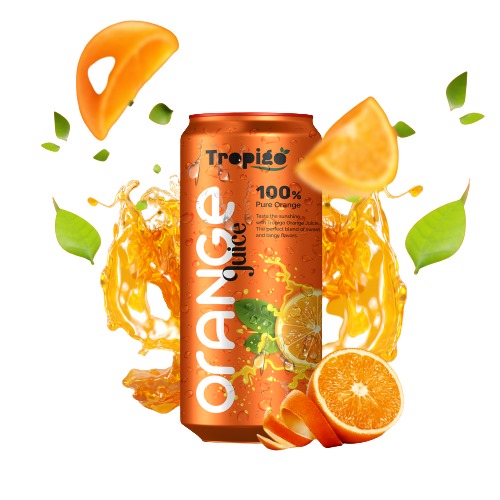 Tropigo
100%
Pure Orange
Taste the sunshine
with Tropigo Orange Juice.
The perfect blend of sweet
and tangy flavors.
orANGe
Juice